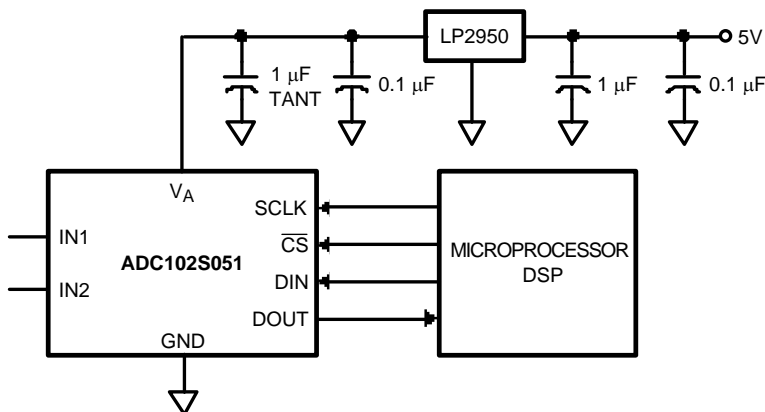 LP2950
5V
1 μF
TANT
0.1 μF
1 μF
0.1 μF
VA
SCLK
CS
DIN
DOUT
IN1
IN2
ADC102S051
GND
MICROPROCESSOR
DSP